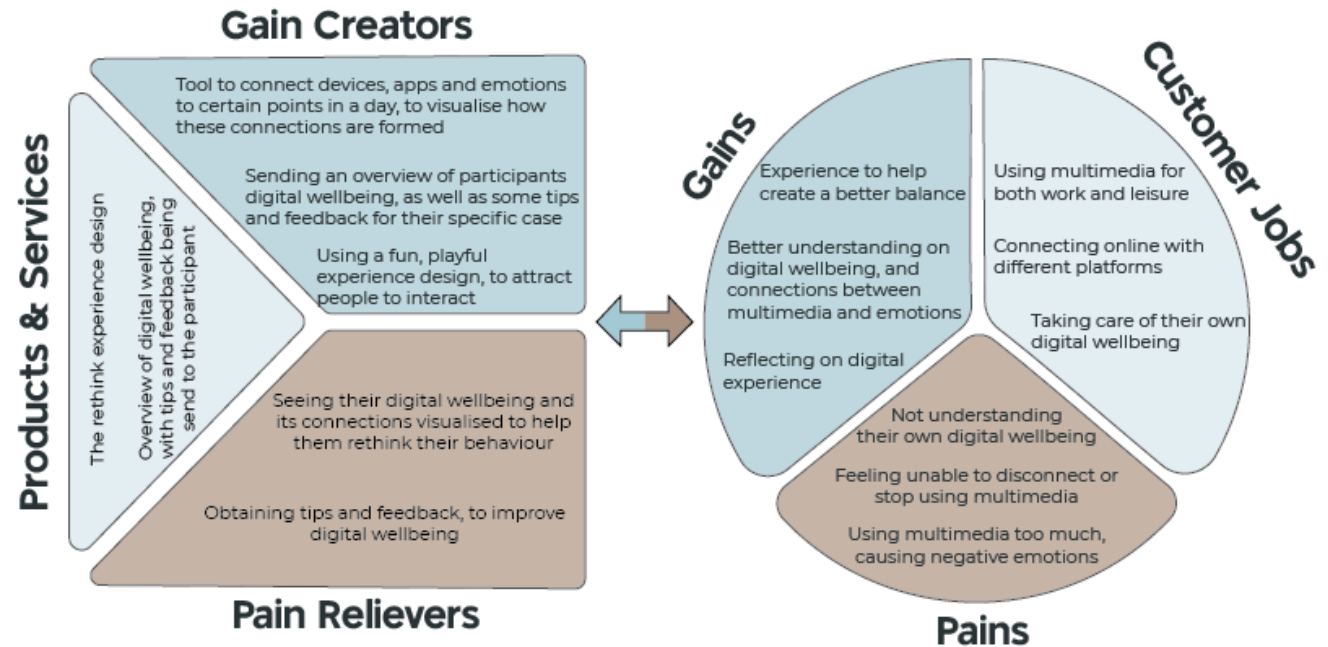 Gain Creators
Tool to connect devices, apps and emotions
to certain points in a day, to visualise how
these connections are formed
Sending an overview of participants
digital wellbeing, as well as some tips
and feedback for their specific case
Using a fun, playful
experience design, to attract
people to interact
Products & Services
The rethink experience design
Overview of digital wellbeing,
with tips and feedback being
send to the participant
Seeing their digital wellbeing and
its connections visualised to help
them rethink their behaviour
Obtaining tips and feedback, to improve
digital wellbeing
Pain Relievers
Gains
Experience to help
create a better balance
Better understanding on
digital wellbeing, and
connections between
multimedia and emotions
Reflecting on digital
experience
Customer Jobs
Using multimedia for
both work and leisure
Connecting online with
different platforms
Taking care of their own
digital wellbeing
Not understanding
their own digital wellbeing
Feeling unable to disconnect or
stop using multimedia
Using multimedia too much,
causing negative emotions
Pains